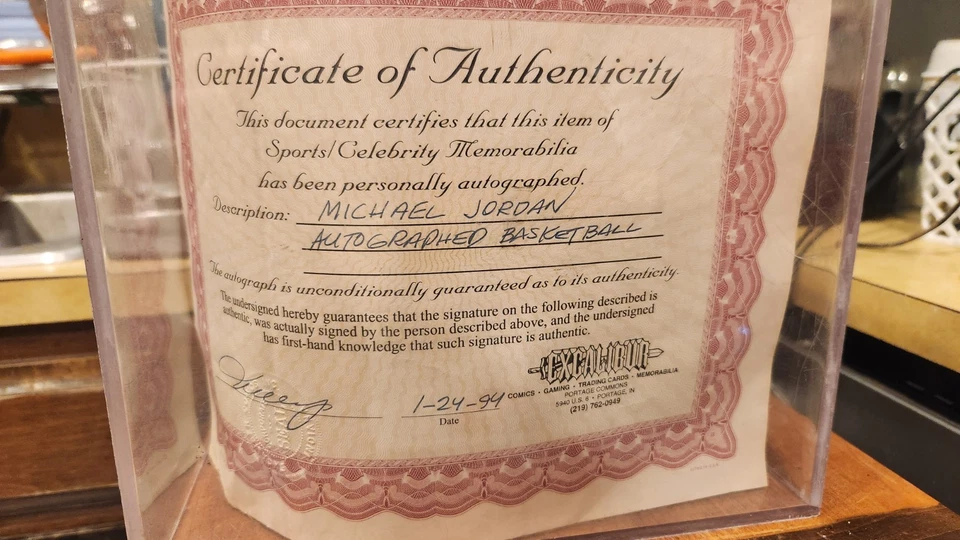 Certificate of Authenticity
This document certifies that this item of
Sports/Celebrity Memorabilia
has been personally autographed.
Description: MICHAEL JORDAN
AUTOGRAPHED BASKETBALL
The autograph is unconditionally guaranteed as to its authenticity.
The undersigned hereby guarantees that the signature on the following described is
authentic, was actually signed by the person described above, and the undersigned
has first-hand knowledge that such signature is authentic.
EXCALIBUR
COMICS • GAMING • TRADING CARDS • MEMORABILIA
PORTAGE COMMONS
5940 U.S. 6 • PORTAGE, IN
(219) 762-0949
1-24-94
Date